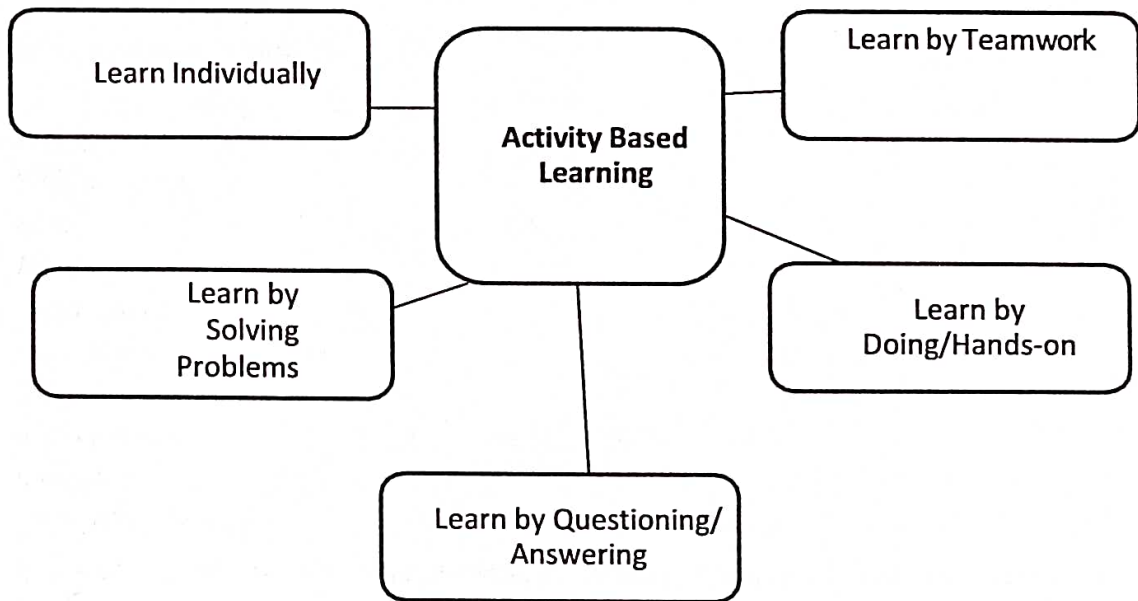 Learn Individually
Activity Based
Learning
Learn by Teamwork
Learn by
Solving
Problems
Learn by
Doing/Hands-on
Learn by Questioning/
Answering